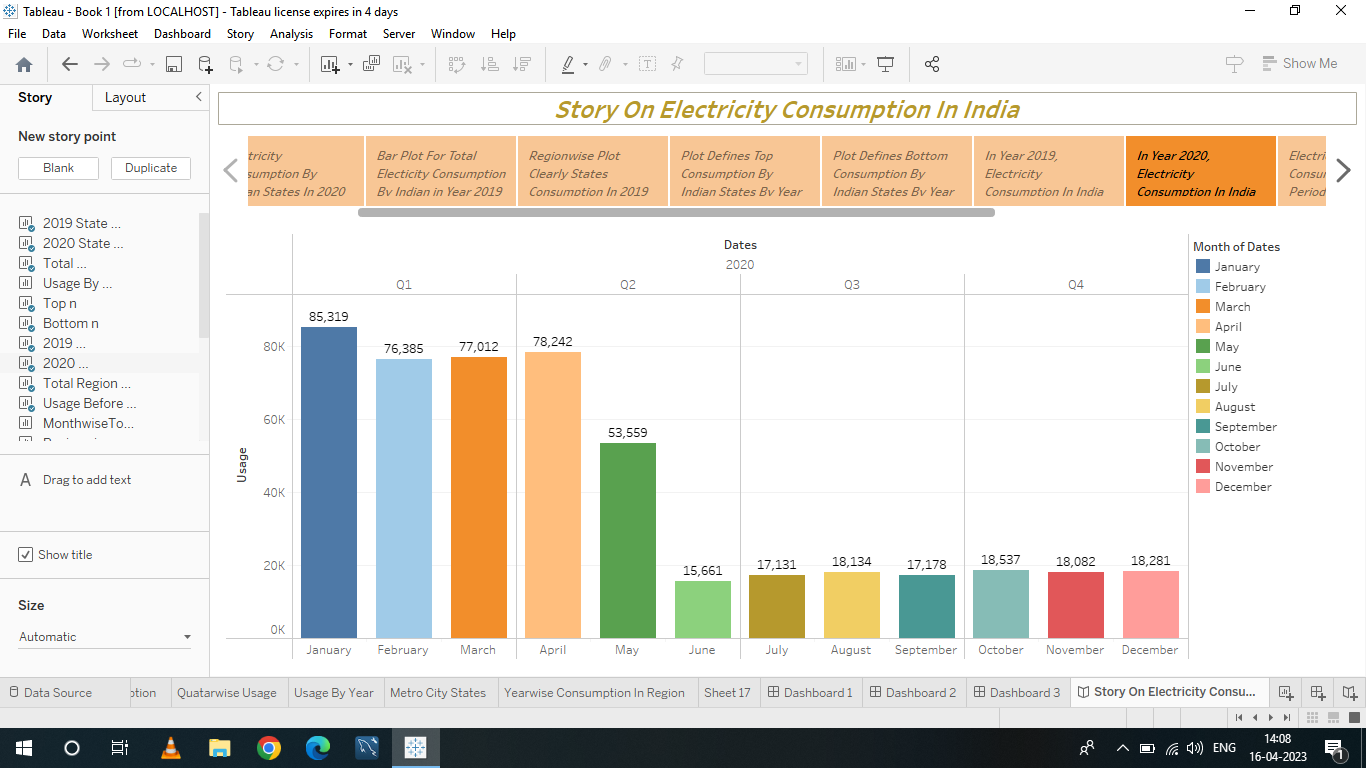 Tableau - Book 1 [from LOCALHOST] - Tableau license expires in 4 days
File Data Worksheet Dashboard Story Analysis Format Server Window Help
Show Me
Story Layout
New story point
Blank Duplicate
2019 State ...
2020 State ...
Total ...
Usage By ...
Top n
Bottom n
2019 ...
2020 ...
Total Region ...
Usage Before ...
MonthwiseTo...
A Drag to add text
Show title
Size
Automatic
Story On Electricity Consumption In India
tricity
sumption By
an States In 2020
Bar Plot For Total
Electicity Consumption
By Indian in Year 2019
Regionwise Plot
Clearly States
Consumption In 2019
Plot Defines Top
Consumption By
Indian States By Year
Plot Defines Bottom
Consumption By
Indian States By Year
In Year 2019,
Electricity
Consumption In India
In Year 2020,
Electricity
Consumption In India
Electri
Consu
Period
Dates
2020
Q1 Q2 Q3 Q4
Usage
80K
60K
40K
20K
0K
85,319
76,385
77,012
78,242
53,559
15,661
17,131
18,134
17,178
18,537
18,082
18,281
January February March April May June July August September October November December
Month of Dates
January
February
March
April
May
June
July
August
September
October
November
December
Data Source ption Quatarwise Usage Usage By Year Metro City States Yearwise Consumption In Region Sheet 17 Dashboard 1 Dashboard 2 Dashboard 3 Story On Electricity Consu...
ENG
14:08
16-04-2023
1